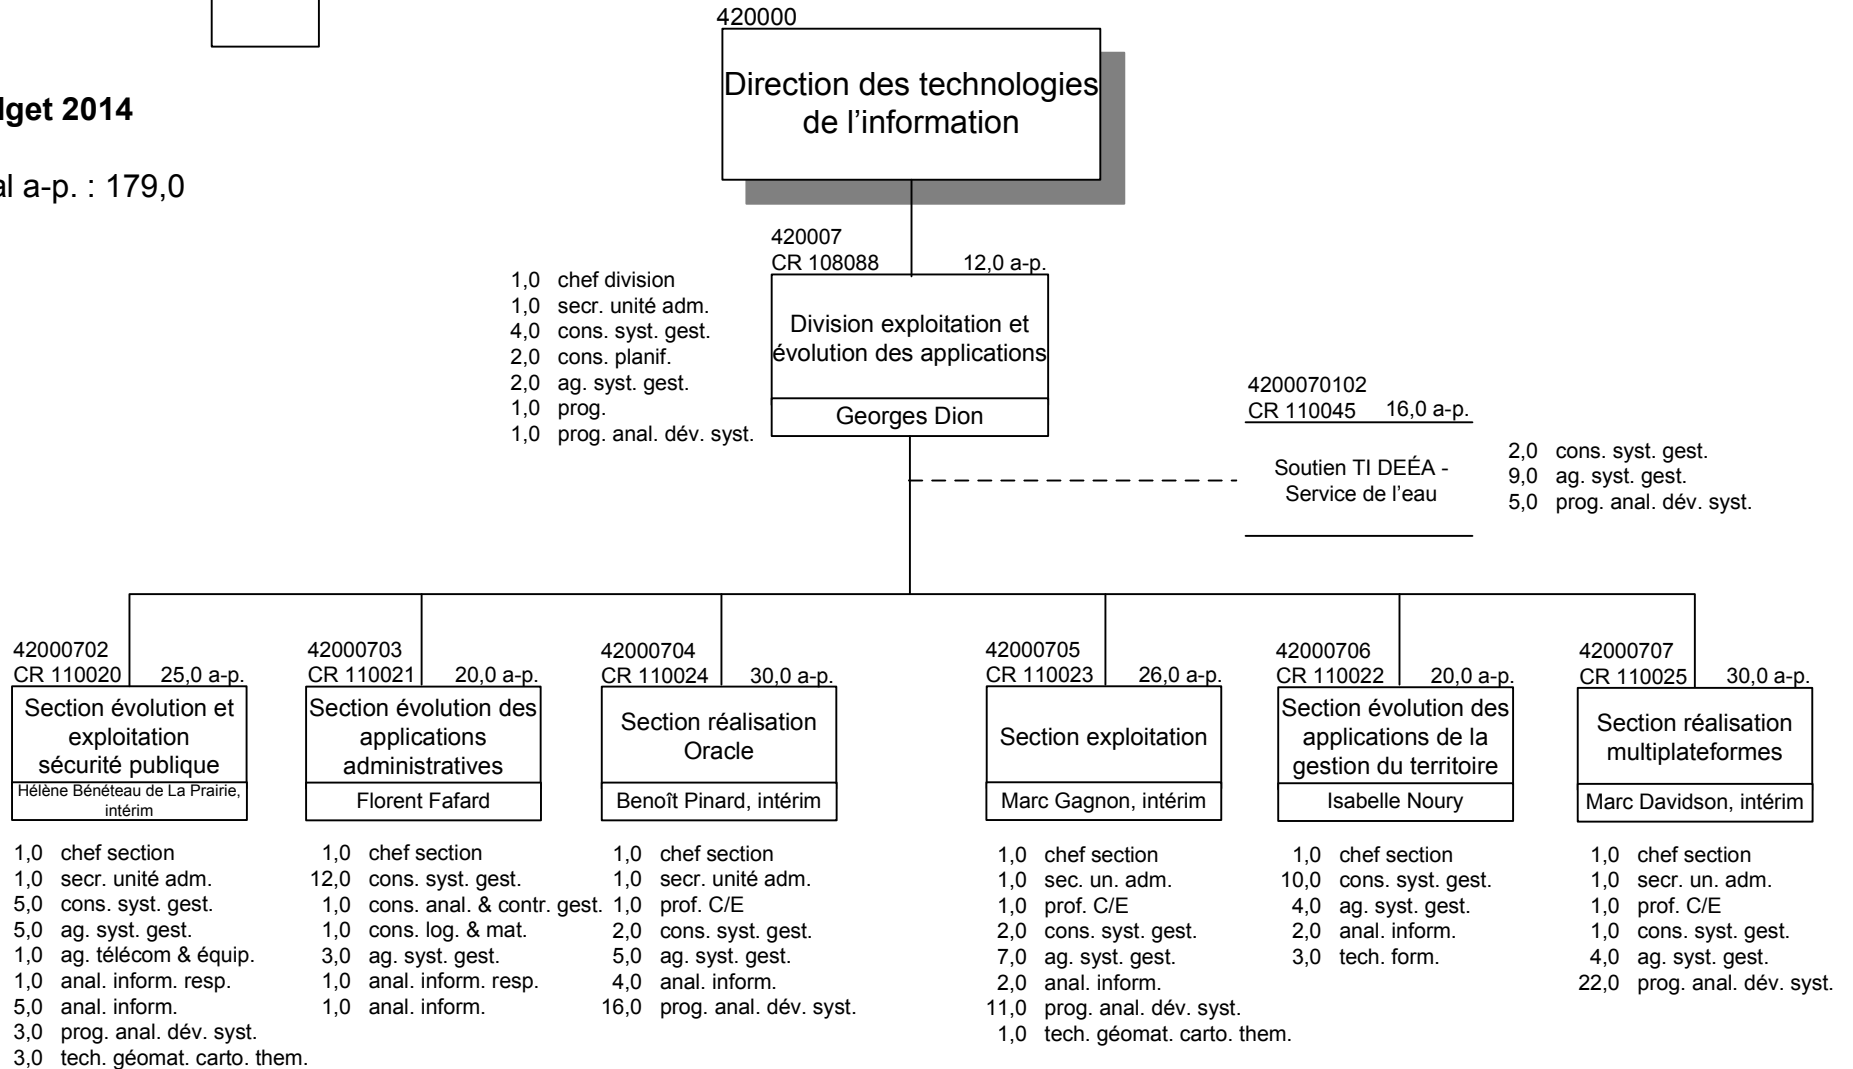 420000
Direction des technologies
de l’information
dget 2014
al a-p. : 179,0
420007
CR 108088 12,0 a-p.
Division exploitation et
évolution des applications
Georges Dion
1,0 chef division
1,0 secr. unité adm.
4,0 cons. syst. gest.
2,0 cons. planif.
2,0 ag. syst. gest.
1,0 prog.
1,0 prog. anal. dév. syst.
4200070102
CR 110045 16,0 a-p.
Soutien TI DEÉA -
Service de l’eau
2,0 cons. syst. gest.
9,0 ag. syst. gest.
5,0 prog. anal. dév. syst.
42000702
CR 110020 25,0 a-p.
Section évolution et
exploitation
sécurité publique
Hélène Bénéteau de La Prairie,
intérim
1,0 chef section
1,0 secr. unité adm.
5,0 cons. syst. gest.
5,0 ag. syst. gest.
1,0 ag. télécom & équip.
1,0 anal. inform. resp.
5,0 anal. inform.
3,0 prog. anal. dév. syst.
3,0 tech. géomat. carto. them.
42000703
CR 110021 20,0 a-p.
Section évolution des
applications
administratives
Florent Fafard
1,0 chef section
12,0 cons. syst. gest.
1,0 cons. anal. & contr. gest.
1,0 cons. log. & mat.
3,0 ag. syst. gest.
1,0 anal. inform. resp.
1,0 anal. inform.
42000704
CR 110024 30,0 a-p.
Section réalisation
Oracle
Benoît Pinard, intérim
1,0 chef section
1,0 secr. unité adm.
1,0 prof. C/E
2,0 cons. syst. gest.
5,0 ag. syst. gest.
4,0 anal. inform.
16,0 prog. anal. dév. syst.
42000705
CR 110023 26,0 a-p.
Section exploitation
Marc Gagnon, intérim
1,0 chef section
1,0 sec. un. adm.
1,0 prof. C/E
2,0 cons. syst. gest.
7,0 ag. syst. gest.
2,0 anal. inform.
11,0 prog. anal. dév. syst.
1,0 tech. géomat. carto. them.
42000706
CR 110022 20,0 a-p.
Section évolution des
applications de la
gestion du territoire
Isabelle Noury
1,0 chef section
10,0 cons. syst. gest.
4,0 ag. syst. gest.
2,0 anal. inform.
3,0 tech. form.
42000707
CR 110025 30,0 a-p.
Section réalisation
multiplateformes
Marc Davidson, intérim
1,0 chef section
1,0 secr. un. adm.
1,0 prof. C/E
1,0 cons. syst. gest.
4,0 ag. syst. gest.
22,0 prog. anal. dév. syst.